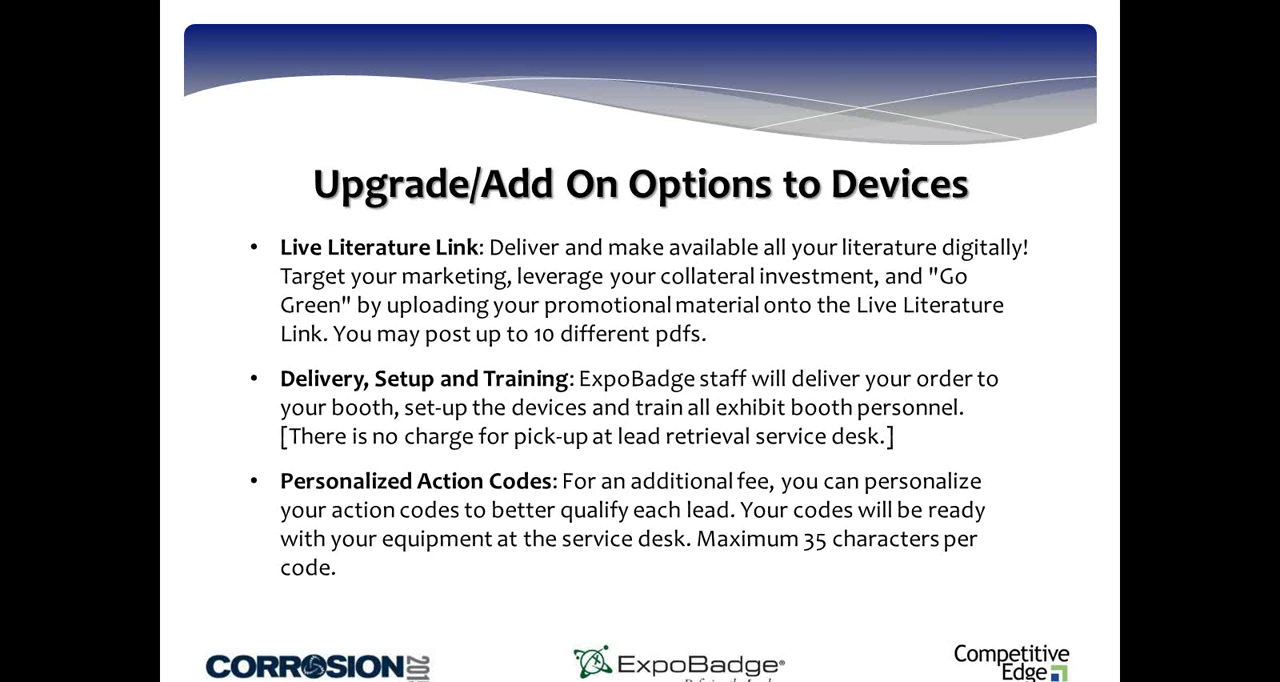 Upgrade/Add On Options to Devices
• Live Literature Link: Deliver and make available all your literature digitally!
Target your marketing, leverage your collateral investment, and "Go
Green" by uploading your promotional material onto the Live Literature
Link. You may post up to 10 different pdfs.
• Delivery, Setup and Training: ExpoBadge staff will deliver your order to
your booth, set-up the devices and train all exhibit booth personnel.
[There is no charge for pick-up at lead retrieval service desk.]
• Personalized Action Codes: For an additional fee, you can personalize
your action codes to better qualify each lead. Your codes will be ready
with your equipment at the service desk. Maximum 35 characters per
code.
CORROSION
ExpoBadge®
Competitive
Edge